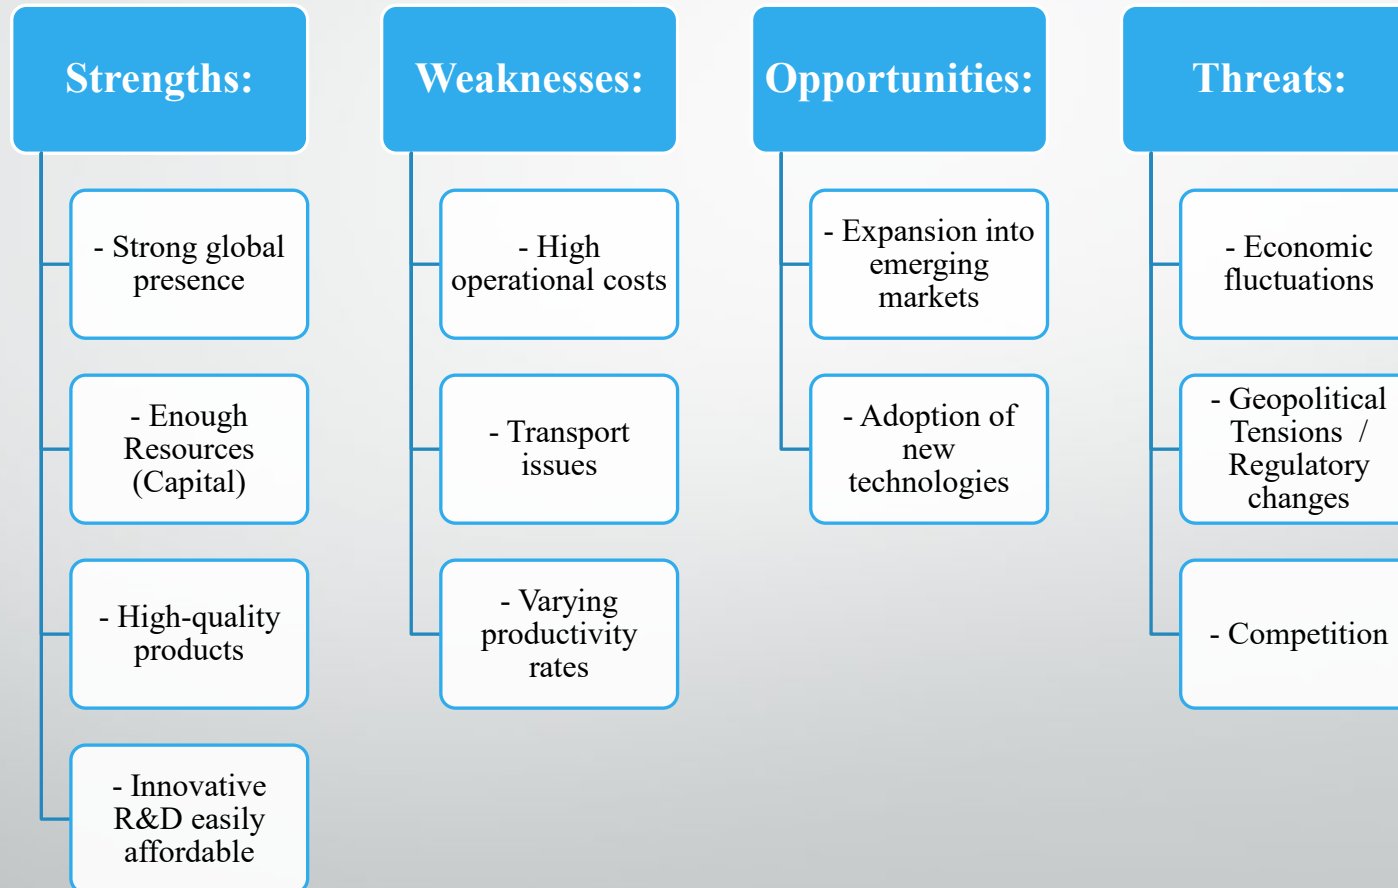 Strengths:
- Strong global
presence
- Enough
Resources
(Capital)
- High-quality
products
- Innovative
R&D easily
affordable
Weaknesses:
- High
operational costs
- Transport
issues
- Varying
productivity
rates
Opportunities:
- Expansion into
emerging
markets
- Adoption of
new
technologies
Threats:
- Economic
fluctuations
- Geopolitical
Tensions /
Regulatory
changes
- Competition